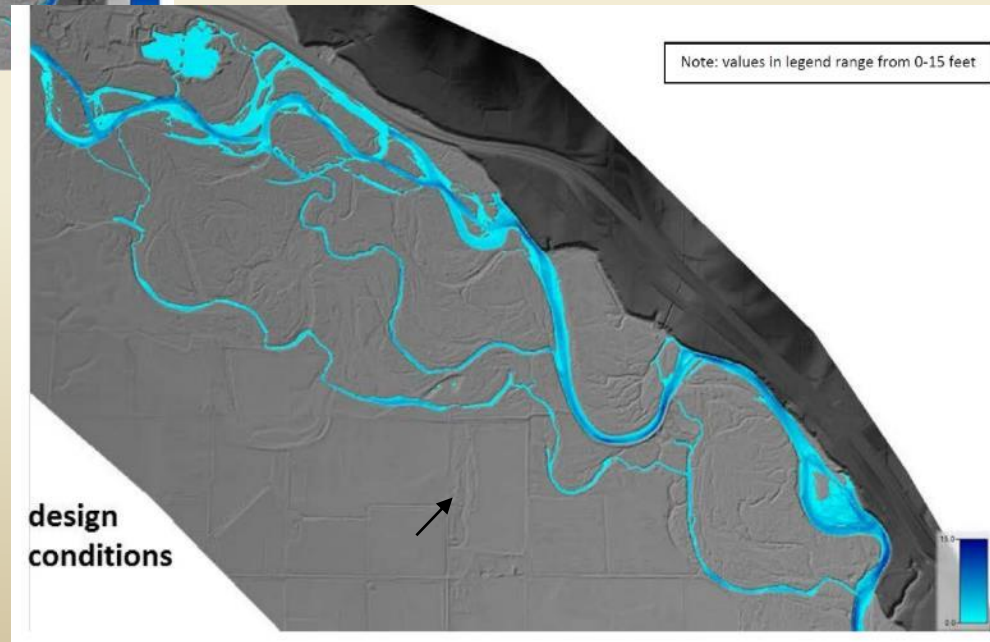 Note: values in legend range from 0-15 feet
design
conditions
15.0
0.0